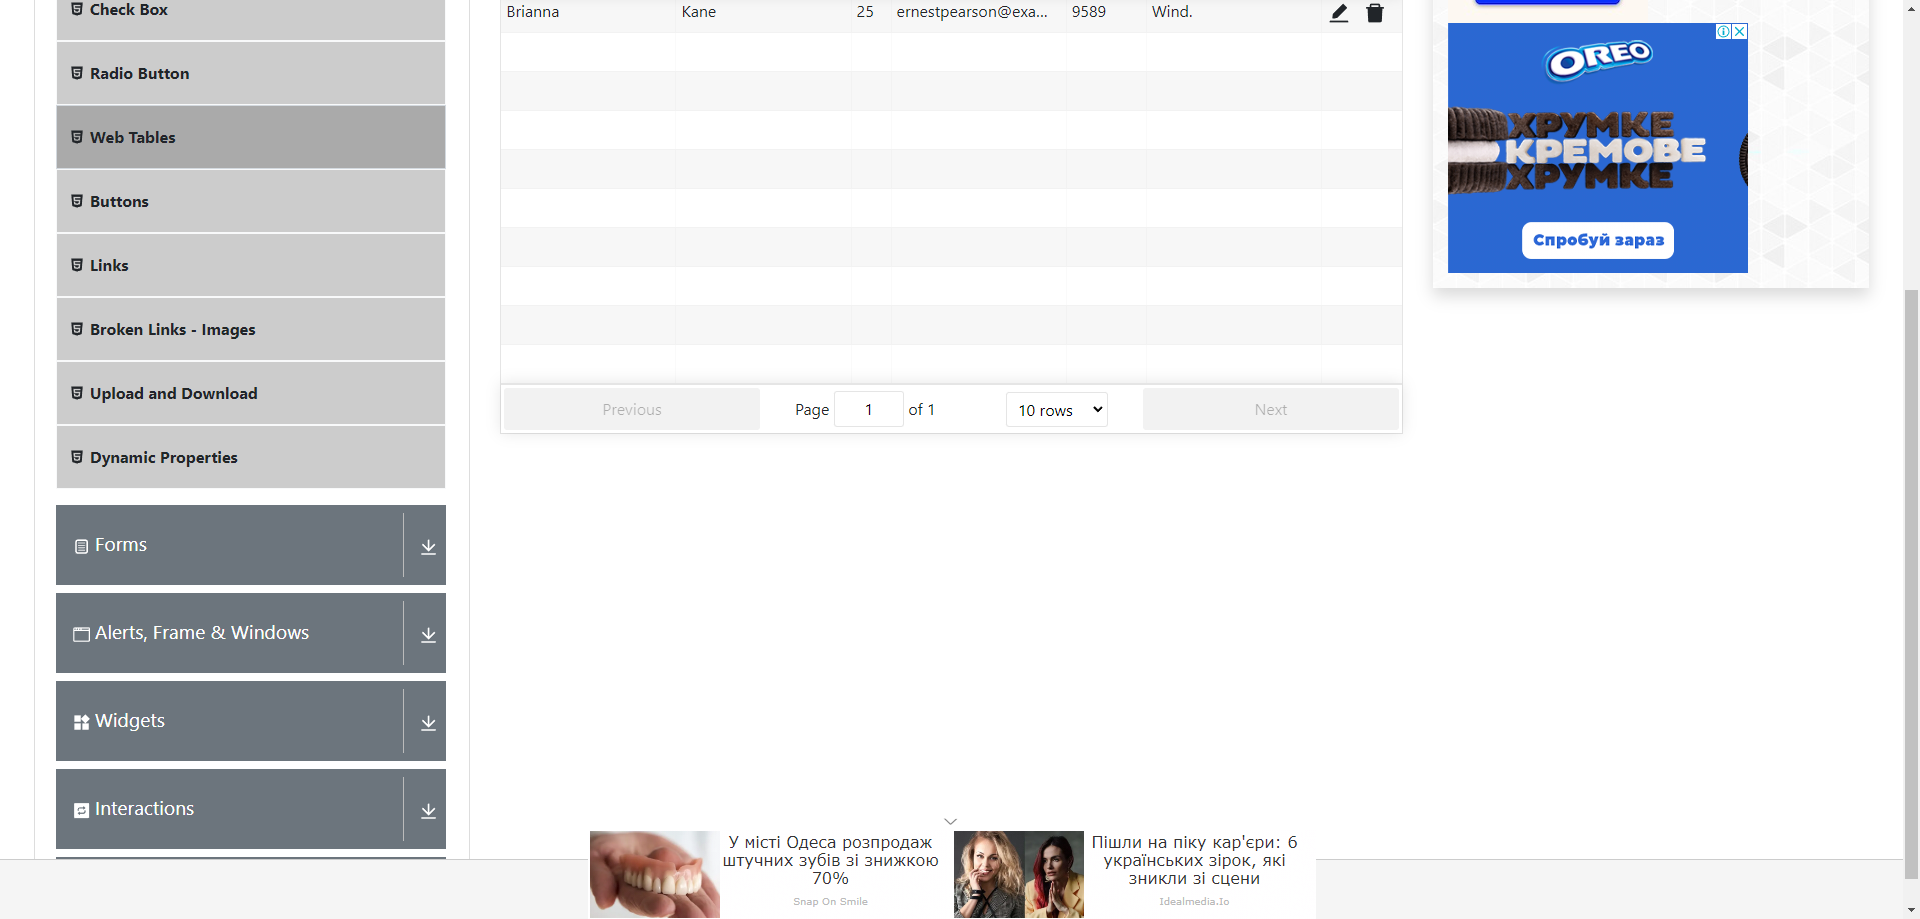 Check Box
Radio Button
Web Tables
Buttons
Links
Broken Links - Images
Upload and Download
Dynamic Properties
Forms
Alerts, Frame & Windows
Widgets
Interactions
Brianna Kane 25 ernestpearson@exa... 9589 Wind.
Previous Page 1 of 1 10 rows Next
OREO
ХРУМКЕ
КРЕМОВЕ
ХРУМКЕ
Спробуй зараз
У місті Одеса розпродаж
штучних зубів зі знижкою
70%
Snap On Smile
Пішли на піку кар'єри: 6
українських зірок, які
зникли зі сцени
Idealmedia.Io